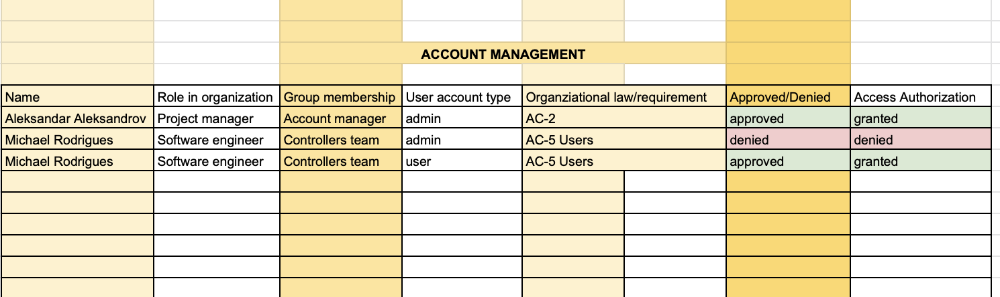 ACCOUNT MANAGEMENT
Name Role in organization Group membership User account type Organziational law/requirement Approved/Denied Access Authorization
Aleksandar Aleksandrov Project manager Account manager admin AC-2 approved granted
Michael Rodrigues Software engineer Controllers team admin AC-5 Users denied denied
Michael Rodrigues Software engineer Controllers team user AC-5 Users approved granted